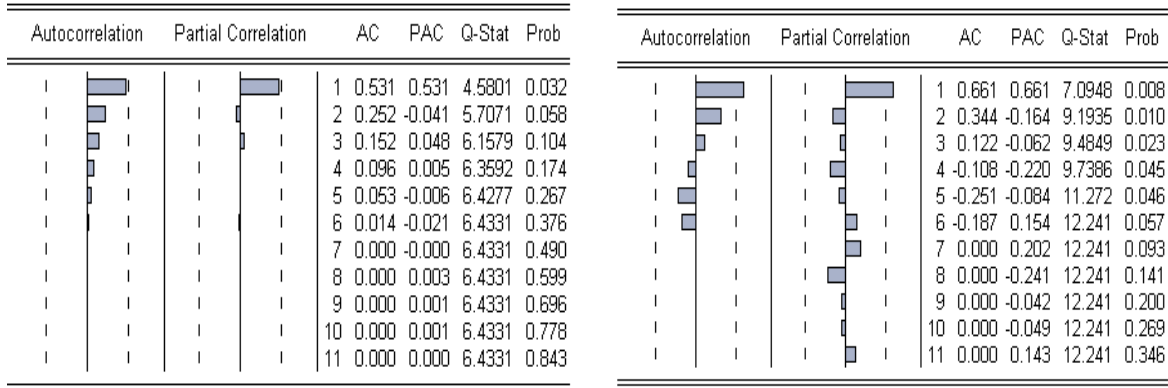 Autocorrelation Partial Correlation AC PAC Q-Stat Prob
1 0.531 0.531 4.5801 0.032
2 0.252 -0.041 5.7071 0.058
3 0.152 0.048 6.1579 0.104
4 0.096 0.005 6.3592 0.174
5 0.053 -0.006 6.4277 0.267
6 0.014 -0.021 6.4331 0.376
7 0.000 -0.000 6.4331 0.490
8 0.000 0.003 6.4331 0.599
9 0.000 0.001 6.4331 0.696
10 0.000 0.001 6.4331 0.778
11 0.000 0.000 6.4331 0.843
Autocorrelation Partial Correlation AC PAC Q-Stat Prob
1 0.661 0.661 7.0948 0.008
2 0.344 -0.164 9.1935 0.010
3 0.122 -0.062 9.4849 0.023
4 -0.108 -0.220 9.7386 0.045
5 -0.251 -0.084 11.272 0.046
6 -0.187 0.154 12.241 0.057
7 0.000 0.202 12.241 0.093
8 0.000 -0.241 12.241 0.141
9 0.000 -0.042 12.241 0.200
10 0.000 -0.049 12.241 0.269
11 0.000 0.143 12.241 0.346